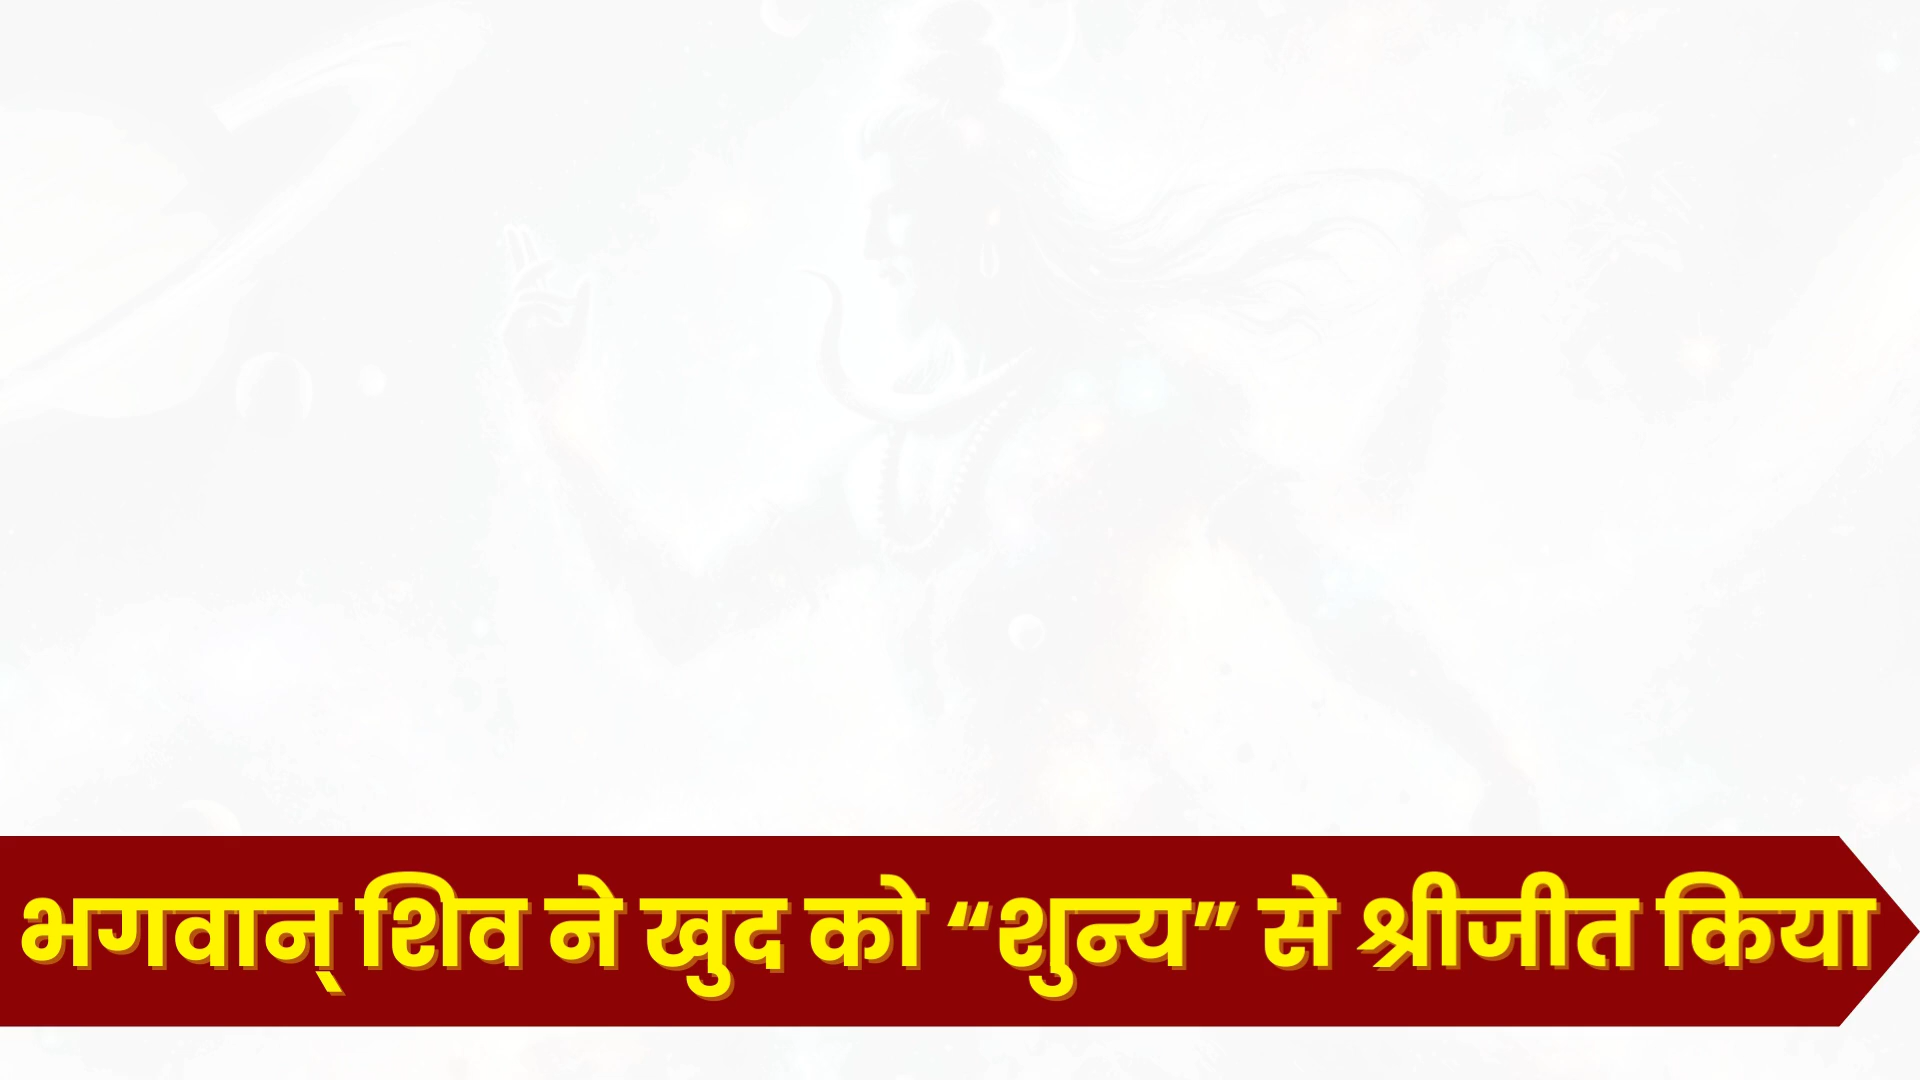 भगवान् शिव ने खुद को “शुन्य” से श्रीजीत किया